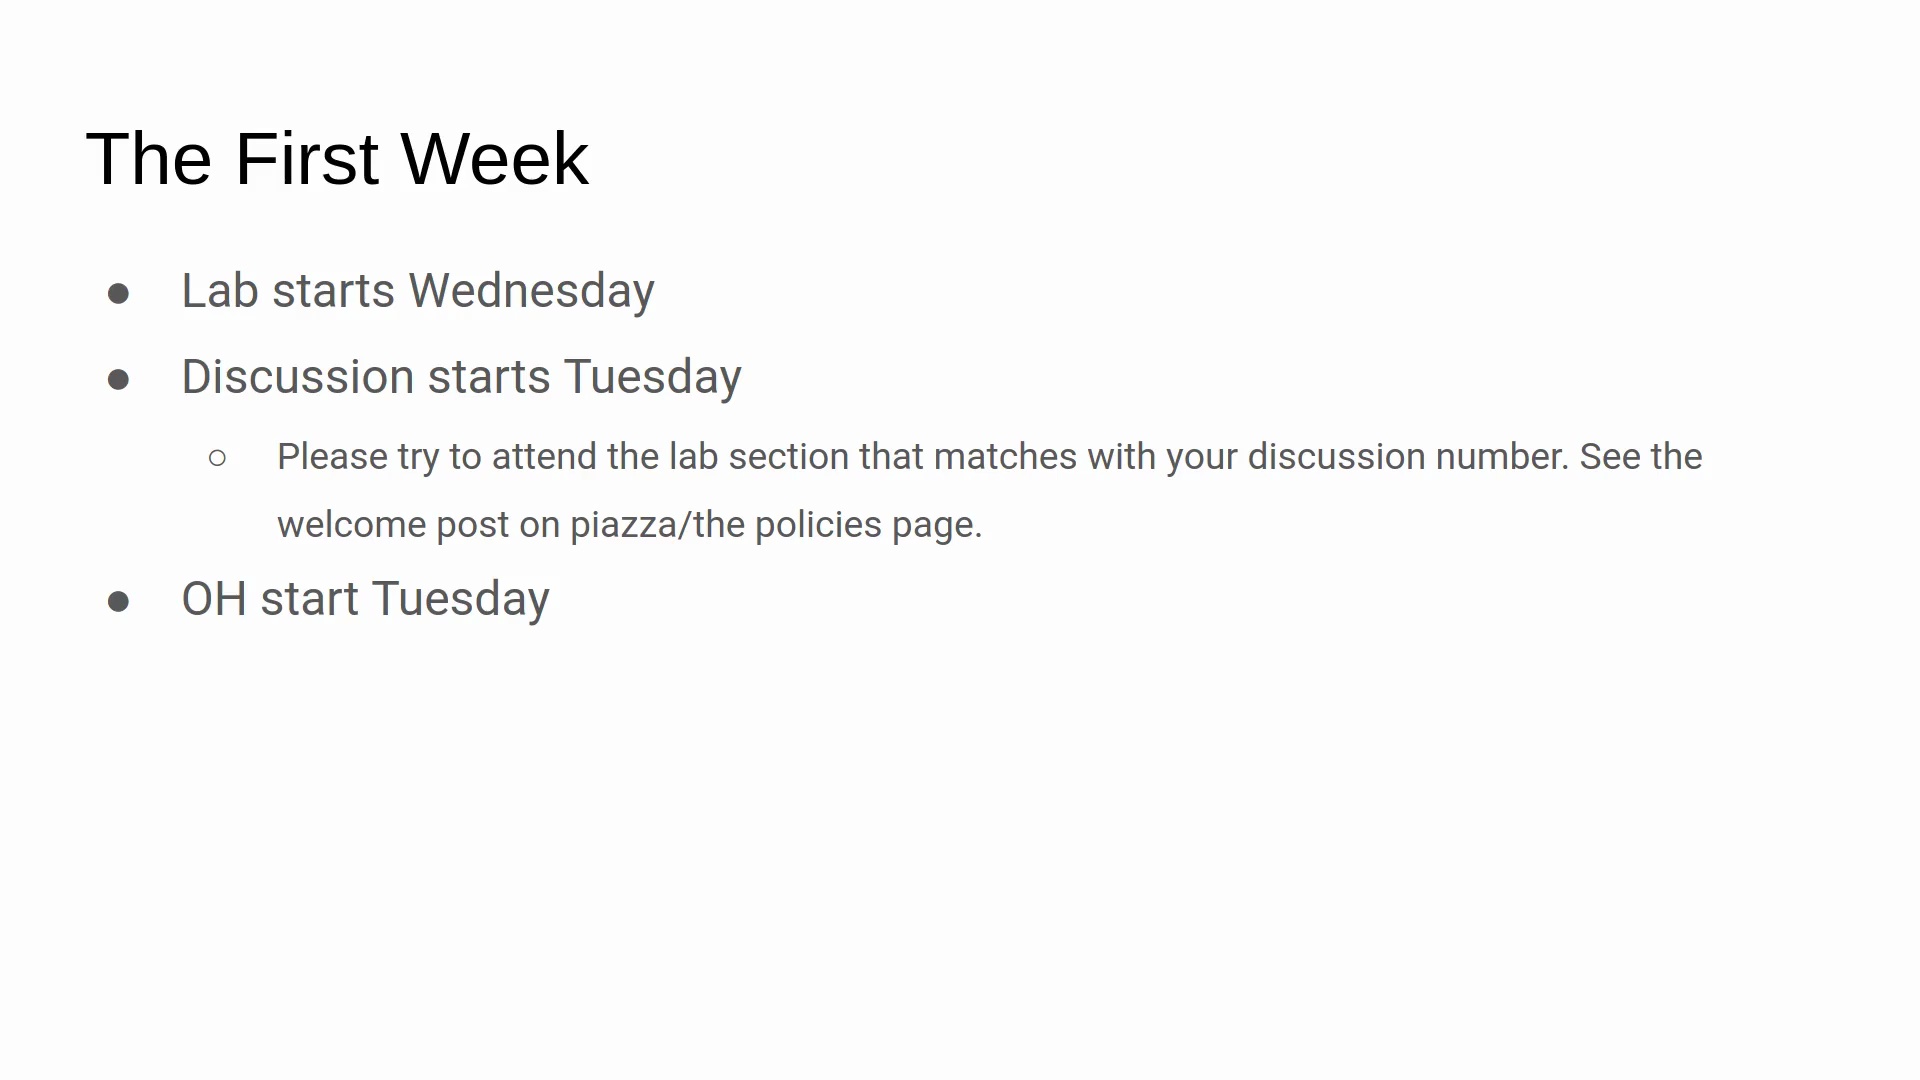 The First Week
● Lab starts Wednesday
● Discussion starts Tuesday
○ Please try to attend the lab section that matches with your discussion number. See the
welcome post on piazza/the policies page.
● OH start Tuesday